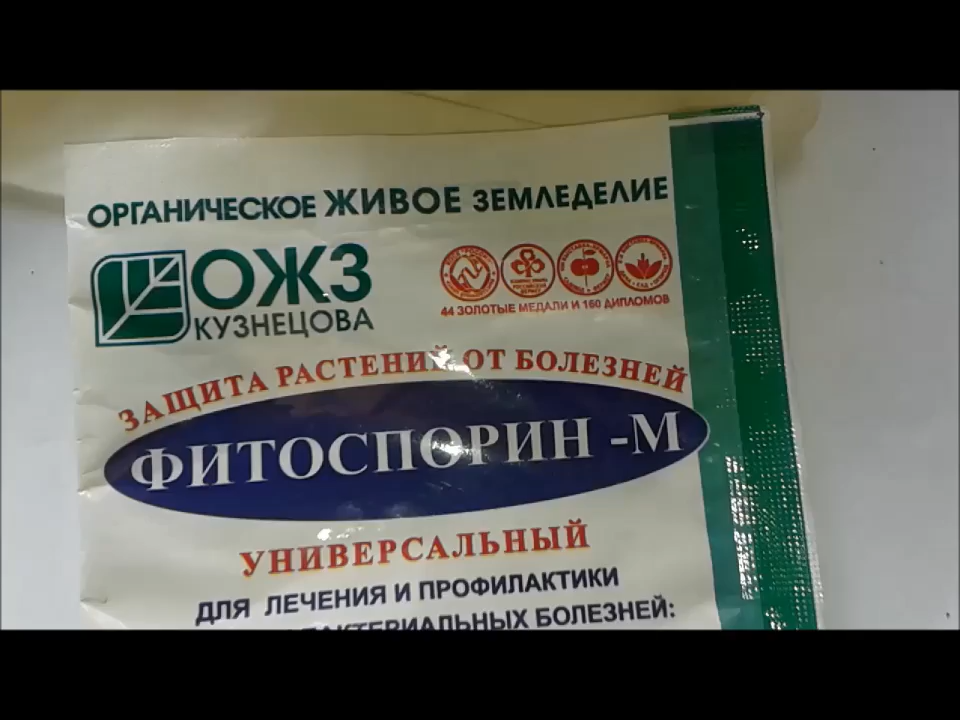 ОРГАНИЧЕСКОЕ ЖИВОЕ ЗЕМЛЕДЕЛИЕ
ОЖЗ
КУЗНЕЦОВА
44 ЗОЛОТЫЕ МЕДАЛИ И 160 ДИПЛОМОВ
ЗАЩИТА РАСТЕНИЙ ОТ БОЛЕЗНЕЙ
ФИТОСПОРИН -М
УНИВЕРСАЛЬНЫЙ
ДЛЯ ЛЕЧЕНИЯ И ПРОФИЛАКТИКИ
БОЛЕЗНЕЙ: